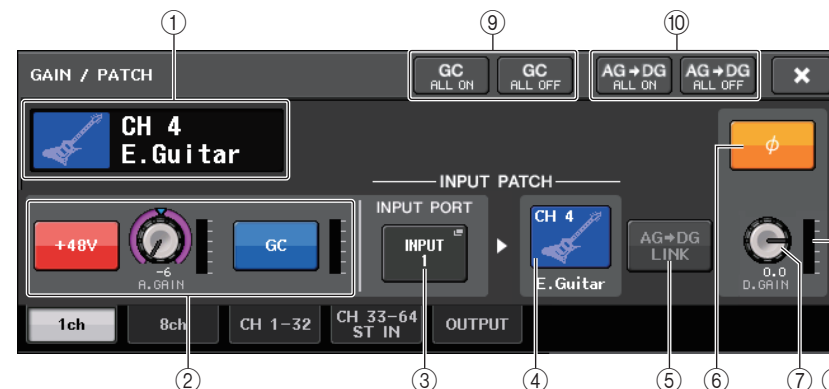 ①
⑨
⑩
GAIN / PATCH
GC
ALL ON
GC
ALL OFF
AG→DG
ALL ON
AG→DG
ALL OFF
×
CH 4
E.Guitar
INPUT PATCH
INPUT PORT
+48V
-6
A.GAIN
GC
INPUT
1
CH 4
E.Guitar
AG→DG
LINK
φ
0.0
D.GAIN
1ch
8ch
CH 1-32
CH 33-64
ST IN
OUTPUT
②
③
④
⑤
⑥
⑦